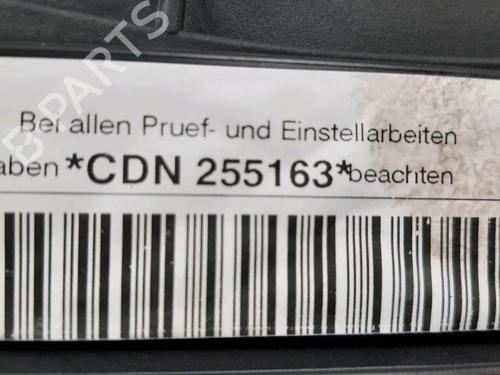 B-PARTS
Bei allen Pruef- und Einstellarbeiten
aben *CDN 255163* beachten